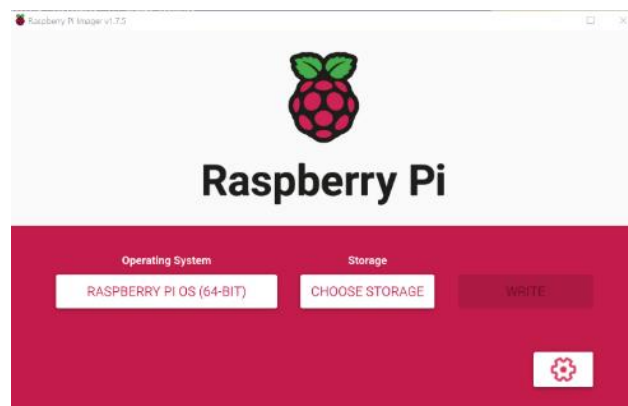 Raspberry Pi Imager v1.7.5
Raspberry Pi
Operating System
Storage
RASPBERRY PI OS (64-BIT)
CHOOSE STORAGE
WRITE